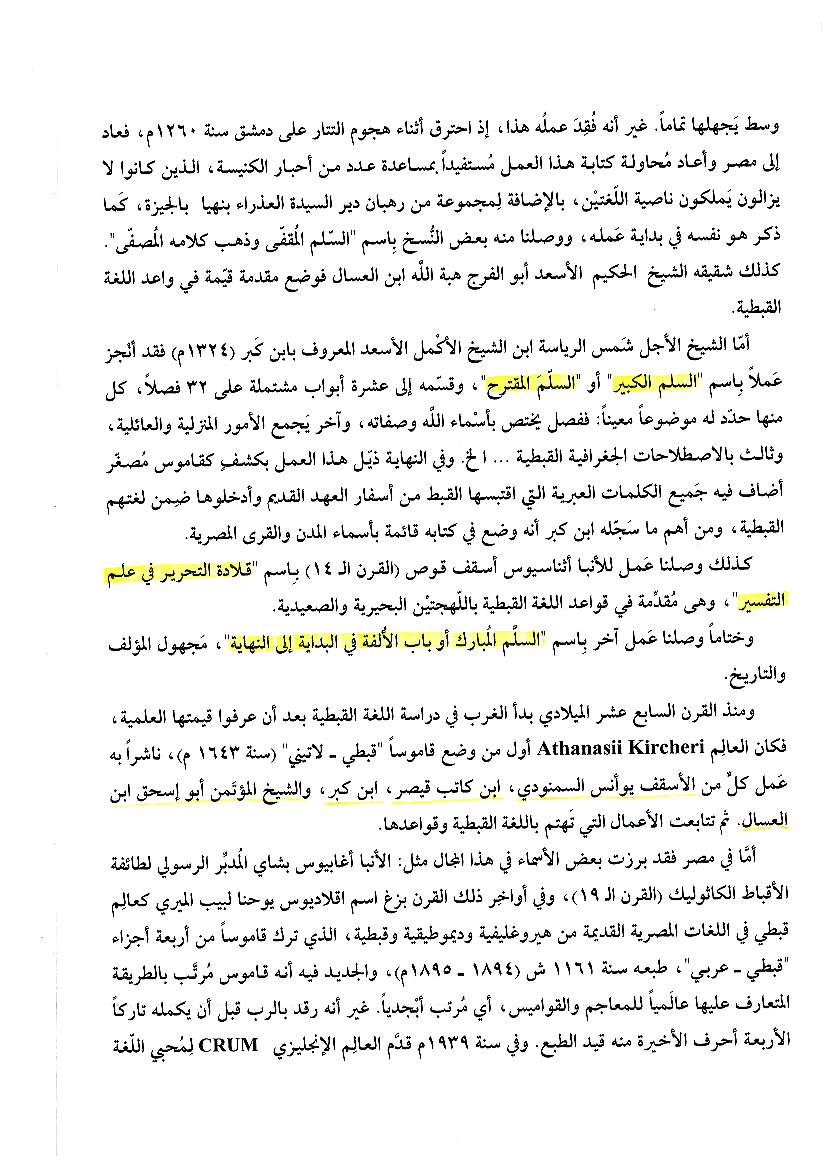 وسط يَجهلها تماماً. غير أنه فُقِدَ عملُه هذا، إذ احترق أثناء هجوم التتار على دمشق سنة ١٢٦٠م، فعاد
إلى مصر وأعاد مُحاولة كتابة هذا العمل مُستفيداً بمساعدة عدد من أحبار الكنيسة، الذين كانوا لا
يزالون يَملكون ناصية اللّغتيْن، بالإضافة لِمجموعة من رهبان دير السيدة العذراء بنهيا بالجيزة، كَما
ذكر هو نفسه في بداية عَمله، ووصلنا منه بعض النُّسخ بِاسم "السّلم المُقفّى وذهب كلامه المُصفّى".
كذلك شقيقه الشيخ الحكيم الأسعد أبو الفرج هبة اللَّه ابن العسال فوضع مقدمة قيّمة في واعد اللغة
القبطية.
أمّا الشيخ الأجل شَمس الرياسة ابن الشيخ الأكْمل الأسعد المعروف بابن كَبر (١٣٢٤م) فقد أنْجز
عَملاً بِاسم "السلم الكبير" أو "السلّمَ المقترح"، وقسّمه إلى عشرة أبواب مشتملة على ٣٢ فصلاً، كل
منها حدّد له موضوعاً معيناً: ففصل يختص بأسْماء اللَّه وصفاته، وآخر يَجمع الأمور المنزلية والعائلية،
وثالث بالاصطلاحات الجغرافية القبطية ... الخ. وفي النهاية ذيّل هذا العمل بكشفٍ كقاموس مُصغّر
أضاف فيه جَميع الكلمات العبرية التي اقتبسها القبط من أسفار العهد القديم وأدخلوها ضِمن لغتهم
القبطية، ومن أهم ما سَجّله ابن كبر أنه وضع في كتابه قائمة بأسماء المدن والقرى المصرية.
كذلك وصلنا عَمل للأنبا أثناسيوس أسقف قوص (القرن الـ ١٤) بِاسم "قلادة التحرير في علم
التفسير"، وهى مُقدِّمة في قواعد اللغة القبطية باللّهجتين البحيرية والصعيدية.
وختاماً وصلنا عَمل آخر بِاسم "السلَّم المُبارك أو باب الأُلفة في البداية إلى النهاية"، مَجهول المؤلف
والتاريخ.
ومنذ القرن السابع عشر الميلادي بدأ الغرب في دراسة اللغة القبطية بعد أن عرفوا قيمتها العلمية،
فكان العالِم Athanasii Kircheri أول من وضع قاموساً "قبطي ـ لاتيني" (سنة ١٦٤٣ م)، ناشراً به
عَمل كلٌ من الأسقف يوأنس السمنودي، ابن كاتب قيصر، ابن كبر، والشيخ المؤتَمن أبو إسحق ابن
العسال. ثم تتابعت الأعمال التي تَهتم باللغة القبطية وقواعدها.
أمَّا في مصر فقد برزت بعض الأسماء في هذا المجال مثل: الأنبا أغابيوس بشاي المُدبِّر الرسولي لطائفة
الأقباط الكاثوليك (القرن الـ ١٩)، وفي أواخِر ذلك القرن بزغ اسم اقلاديوس يوحنا لبيب الميري كعالِم
قبطي في اللغات المصرية القديمة من هيروغليفية وديموطيقية وقبطية، الذي ترك قاموساً من أربعة أجزاء
"قبطي ـ عربي"، طبعه سنة ١١٦١ ش (١٨٩٤ ـ ١٨٩٥م)، والجديد فيه أنه قاموس مُرتَّب بالطريقة
المتعارف عليها عالَمياً للمعاجم والقواميس، أي مُرتب أبْجدياً. غير أنه رقد بالرب قبل أن يكمله تاركاً
الأربعة أحرف الأخيرة منه قيد الطبع. وفي سنة ١٩٣٩م قدَّم العالِم الإنجليزي CRUM لِمُحبي اللّغة